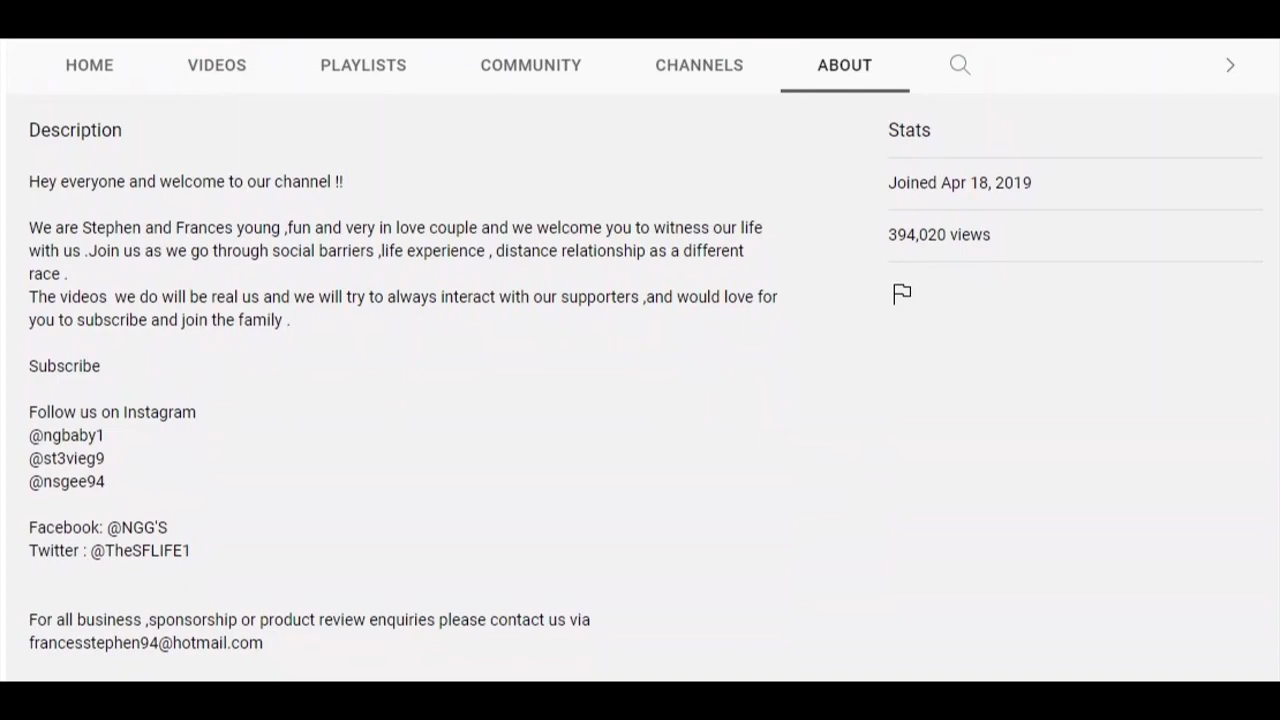 HOME VIDEOS PLAYLISTS COMMUNITY CHANNELS ABOUT
Description
Hey everyone and welcome to our channel !!
We are Stephen and Frances young ,fun and very in love couple and we welcome you to witness our life
with us .Join us as we go through social barriers ,life experience , distance relationship as a different
race .
The videos  we do will be real us and we will try to always interact with our supporters ,and would love for
you to subscribe and join the family .
Subscribe
Follow us on Instagram
@ngbaby1
@st3vieg9
@nsgee94
Facebook: @NGG'S
Twitter : @TheSFLIFE1
For all business ,sponsorship or product review enquiries please contact us via
francesstephen94@hotmail.com
Stats
Joined Apr 18, 2019
394,020 views